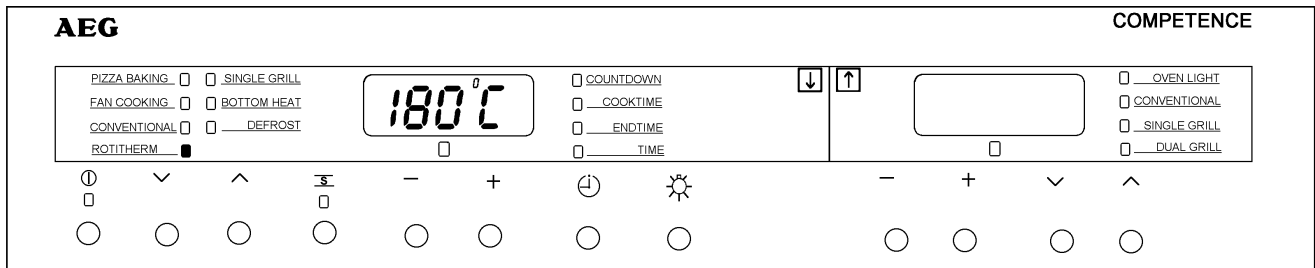 AEG
COMPETENCE
PIZZA BAKING
FAN COOKING
CONVENTIONAL
ROTITHERM
SINGLE GRILL
BOTTOM HEAT
DEFROST
180°C
COUNTDOWN
COOKTIME
ENDTIME
TIME
OVEN LIGHT
CONVENTIONAL
SINGLE GRILL
DUAL GRILL
S